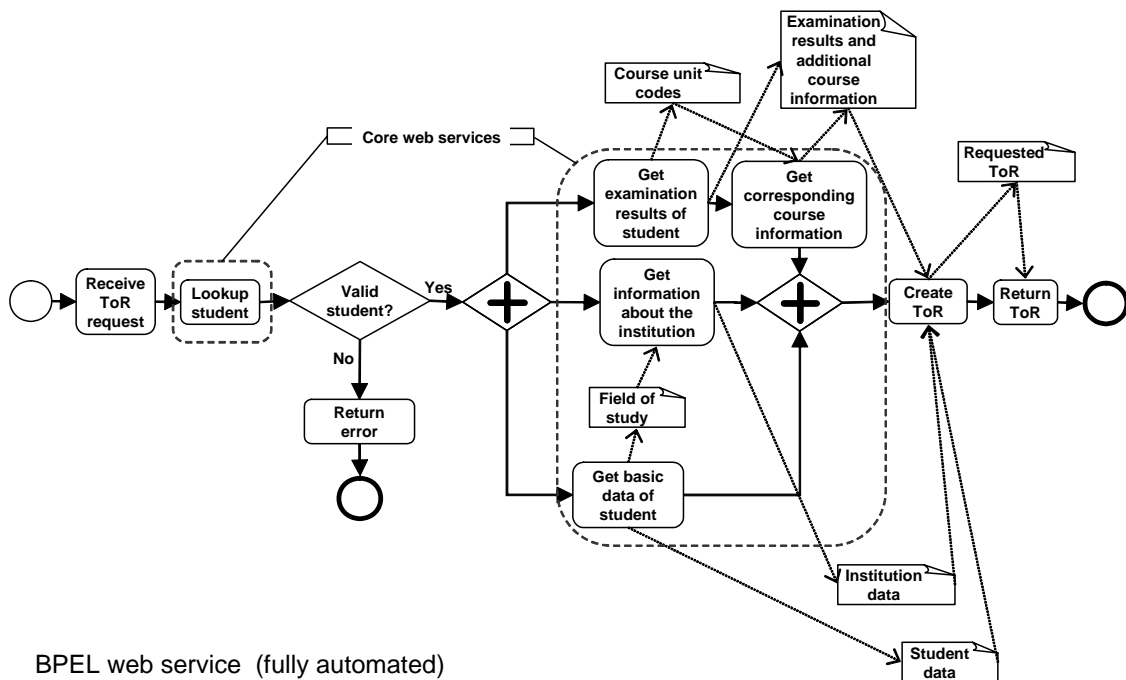 Examination
results and
additional
course
information
Course unit
codes
Core web services
Requested
ToR
Get
examination
results of
student
Get
corresponding
course
information
Receive
ToR
request
Lookup
student
Valid
student?
Yes
No
Get
information
about the
institution
Create
ToR
Return
ToR
Return
error
Field of
study
Get basic
data of
student
Institution
data
Student
data
BPEL web service (fully automated)